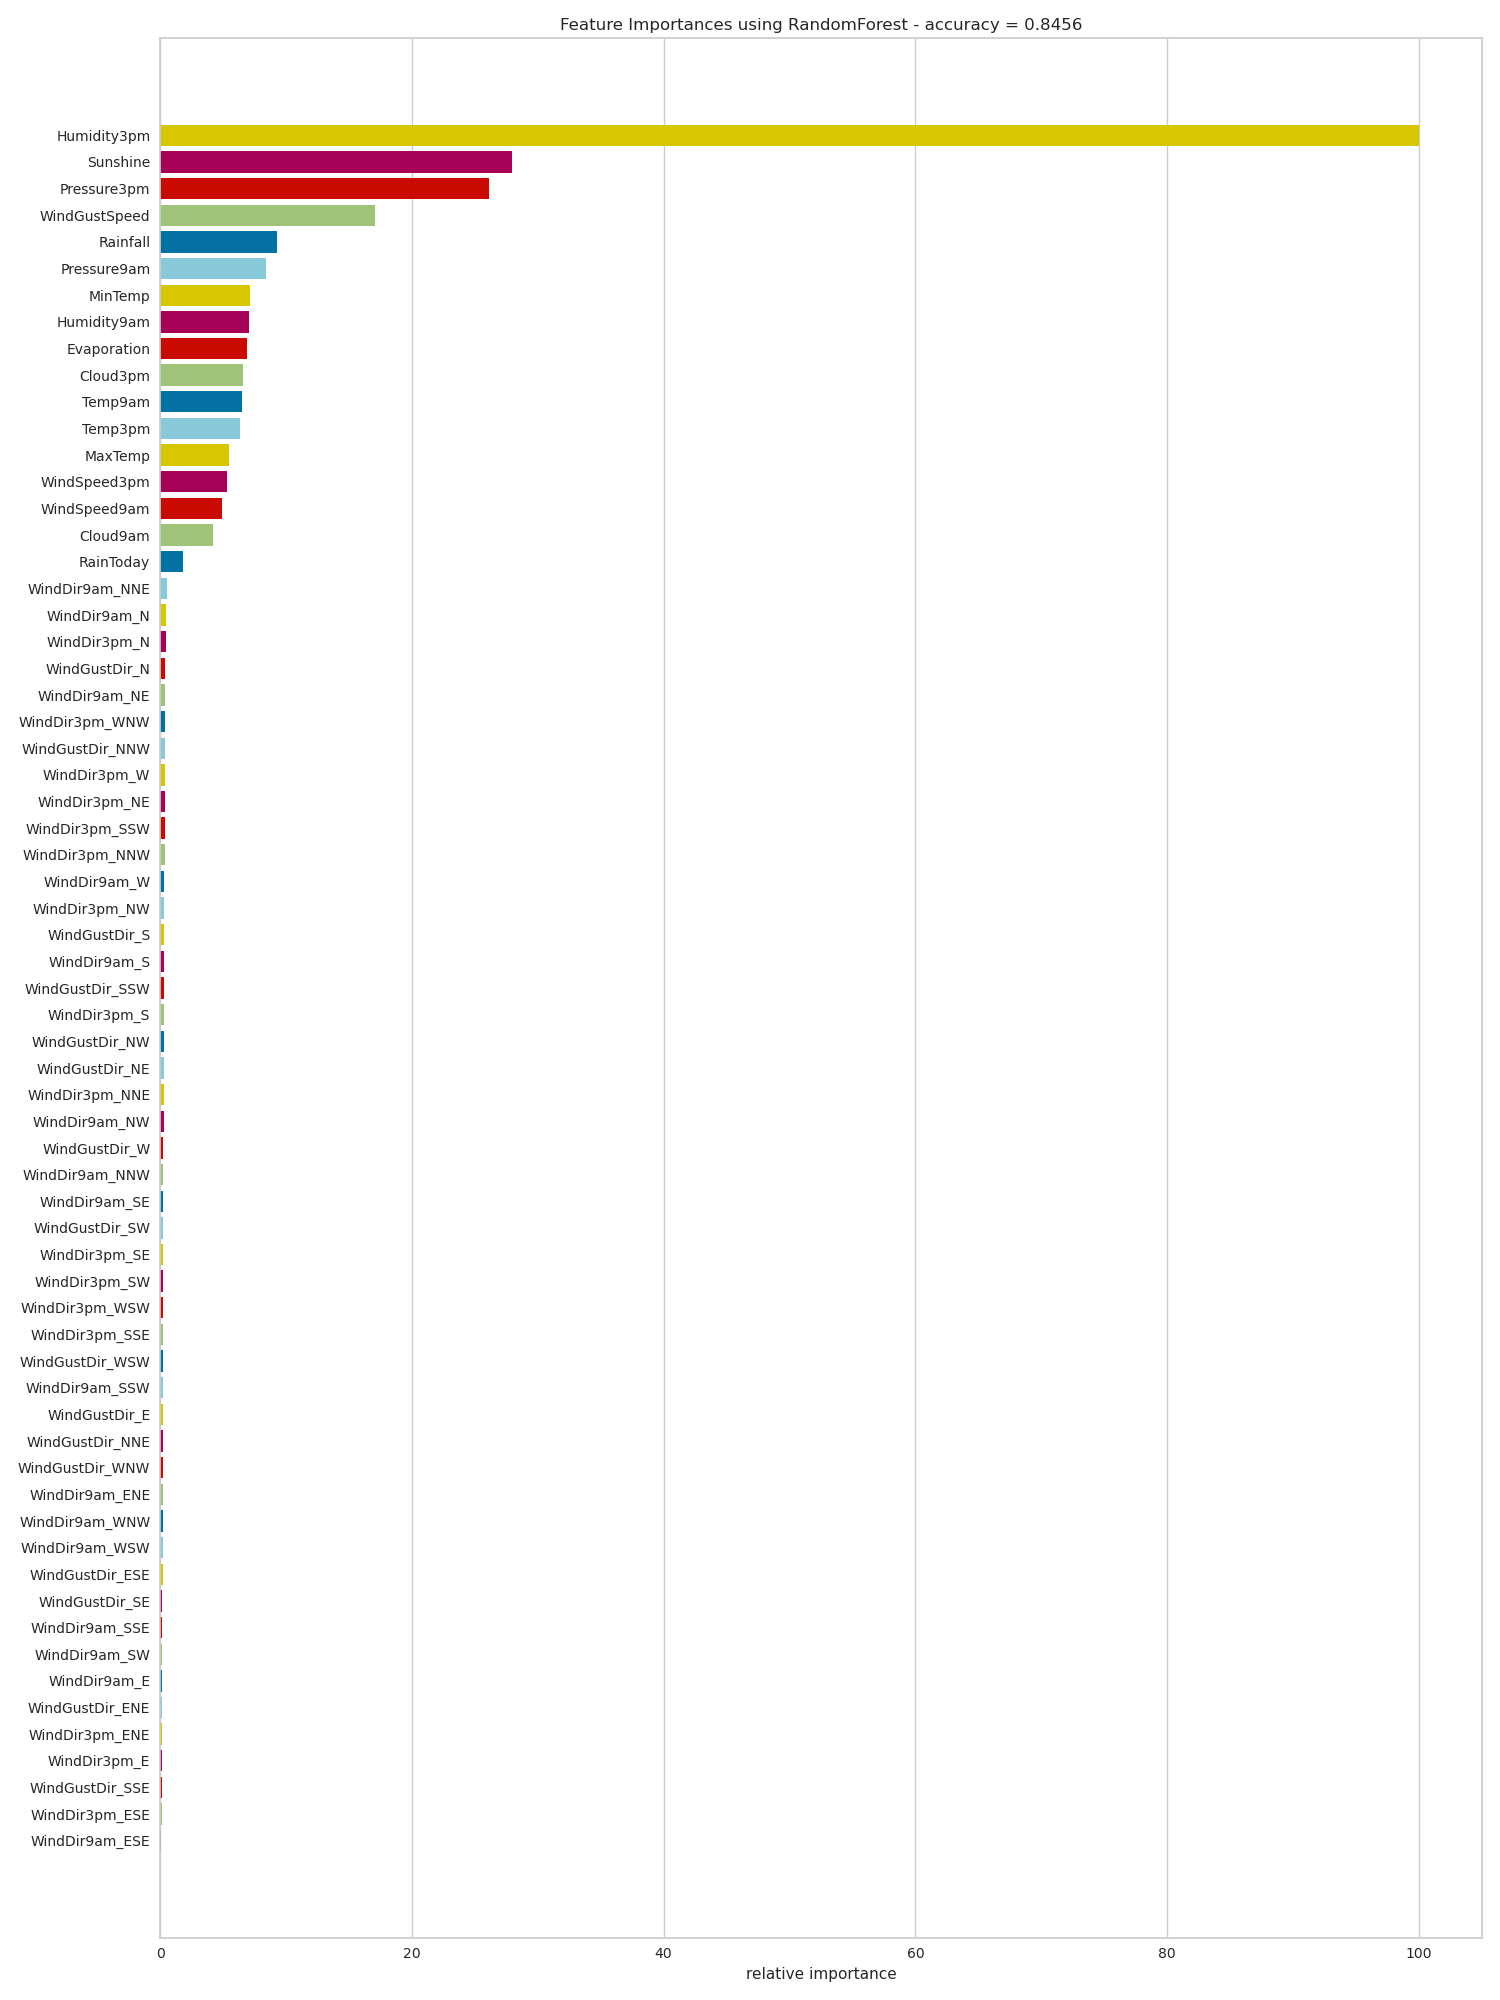 Feature Importances using RandomForest - accuracy = 0.8456
Humidity3pm
Sunshine
Pressure3pm
WindGustSpeed
Rainfall
Pressure9am
MinTemp
Humidity9am
Evaporation
Cloud3pm
Temp9am
Temp3pm
MaxTemp
WindSpeed3pm
WindSpeed9am
Cloud9am
RainToday
WindDir9am_NNE
WindDir9am_N
WindDir3pm_N
WindGustDir_N
WindDir9am_NE
WindDir3pm_WNW
WindGustDir_NNW
WindDir3pm_W
WindDir3pm_NE
WindDir3pm_SSW
WindDir3pm_NNW
WindDir9am_W
WindDir3pm_NW
WindGustDir_S
WindDir9am_S
WindGustDir_SSW
WindDir3pm_S
WindGustDir_NW
WindGustDir_NE
WindDir3pm_NNE
WindDir9am_NW
WindGustDir_W
WindDir9am_NNW
WindDir9am_SE
WindGustDir_SW
WindDir3pm_SE
WindDir3pm_SW
WindDir3pm_WSW
WindDir3pm_SSE
WindGustDir_WSW
WindDir9am_SSW
WindGustDir_E
WindGustDir_NNE
WindGustDir_WNW
WindDir9am_ENE
WindDir9am_WNW
WindDir9am_WSW
WindGustDir_ESE
WindGustDir_SE
WindDir9am_SSE
WindDir9am_SW
WindDir9am_E
WindGustDir_ENE
WindDir3pm_ENE
WindDir3pm_E
WindGustDir_SSE
WindDir3pm_ESE
WindDir9am_ESE
0 20 40 60 80 100
relative importance